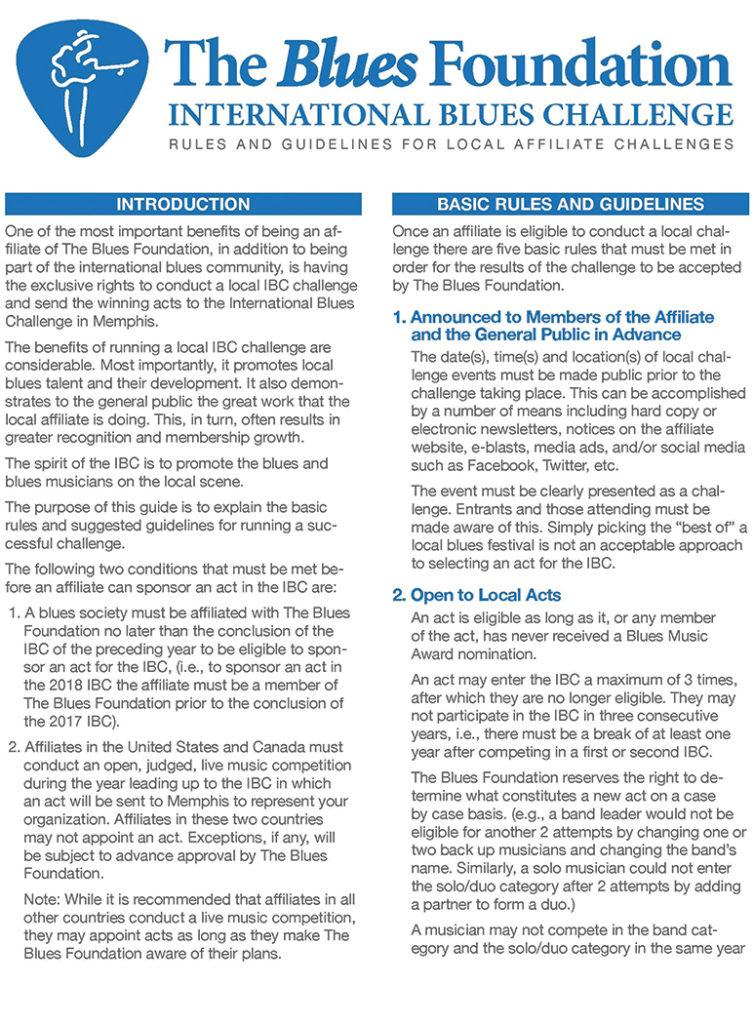 The Blues Foundation
INTERNATIONAL BLUES CHALLENGE
RULES AND GUIDELINES FOR LOCAL AFFILIATE CHALLENGES
INTRODUCTION
One of the most important benefits of being an af-
filiate of The Blues Foundation, in addition to being
part of the international blues community, is having
the exclusive rights to conduct a local IBC challenge
and send the winning acts to the International Blues
Challenge in Memphis.
The benefits of running a local IBC challenge are
considerable. Most importantly, it promotes local
blues talent and their development. It also demon-
strates to the general public the great work that the
local affiliate is doing. This, in turn, often results in
greater recognition and membership growth.
The spirit of the IBC is to promote the blues and
blues musicians on the local scene.
The purpose of this guide is to explain the basic
rules and suggested guidelines for running a suc-
cessful challenge.
The following two conditions that must be met be-
fore an affiliate can sponsor an act in the IBC are:
1. A blues society must be affiliated with The Blues
Foundation no later than the conclusion of the
IBC of the preceding year to be eligible to spon-
sor an act for the IBC, (i.e., to sponsor an act in
the 2018 IBC the affiliate must be a member of
The Blues Foundation prior to the conclusion of
the 2017 IBC).
2. Affiliates in the United States and Canada must
conduct an open, judged, live music competition
during the year leading up to the IBC in which
an act will be sent to Memphis to represent your
organization. Affiliates in these two countries
may not appoint an act. Exceptions, if any, will
be subject to advance approval by The Blues
Foundation.
Note: While it is recommended that affiliates in all
other countries conduct a live music competition,
they may appoint acts as long as they make The
Blues Foundation aware of their plans.
BASIC RULES AND GUIDELINES
Once an affiliate is eligible to conduct a local chal-
lenge there are five basic rules that must be met in
order for the results of the challenge to be accepted
by The Blues Foundation.
1. Announced to Members of the Affiliate
and the General Public in Advance
The date(s), time(s) and location(s) of local chal-
lenge events must be made public prior to the
challenge taking place. This can be accomplished
by a number of means including hard copy or
electronic newsletters, notices on the affiliate
website, e-blasts, media ads, and/or social media
such as Facebook, Twitter, etc.
The event must be clearly presented as a chal-
lenge. Entrants and those attending must be
made aware of this. Simply picking the “best of” a
local blues festival is not an acceptable approach
to selecting an act for the IBC.
2. Open to Local Acts
An act is eligible as long as it, or any member
of the act, has never received a Blues Music
Award nomination.
An act may enter the IBC a maximum of 3 times,
after which they are no longer eligible. They may
not participate in the IBC in three consecutive
years, i.e., there must be a break of at least one
year after competing in a first or second IBC.
The Blues Foundation reserves the right to de-
termine what constitutes a new act on a case
by case basis. (e.g., a band leader would not be
eligible for another 2 attempts by changing one or
two back up musicians and changing the band’s
name. Similarly, a solo musician could not enter
the solo/duo category after 2 attempts by adding
a partner to form a duo.)
A musician may not compete in the band cat-
egory and the solo/duo category in the same year